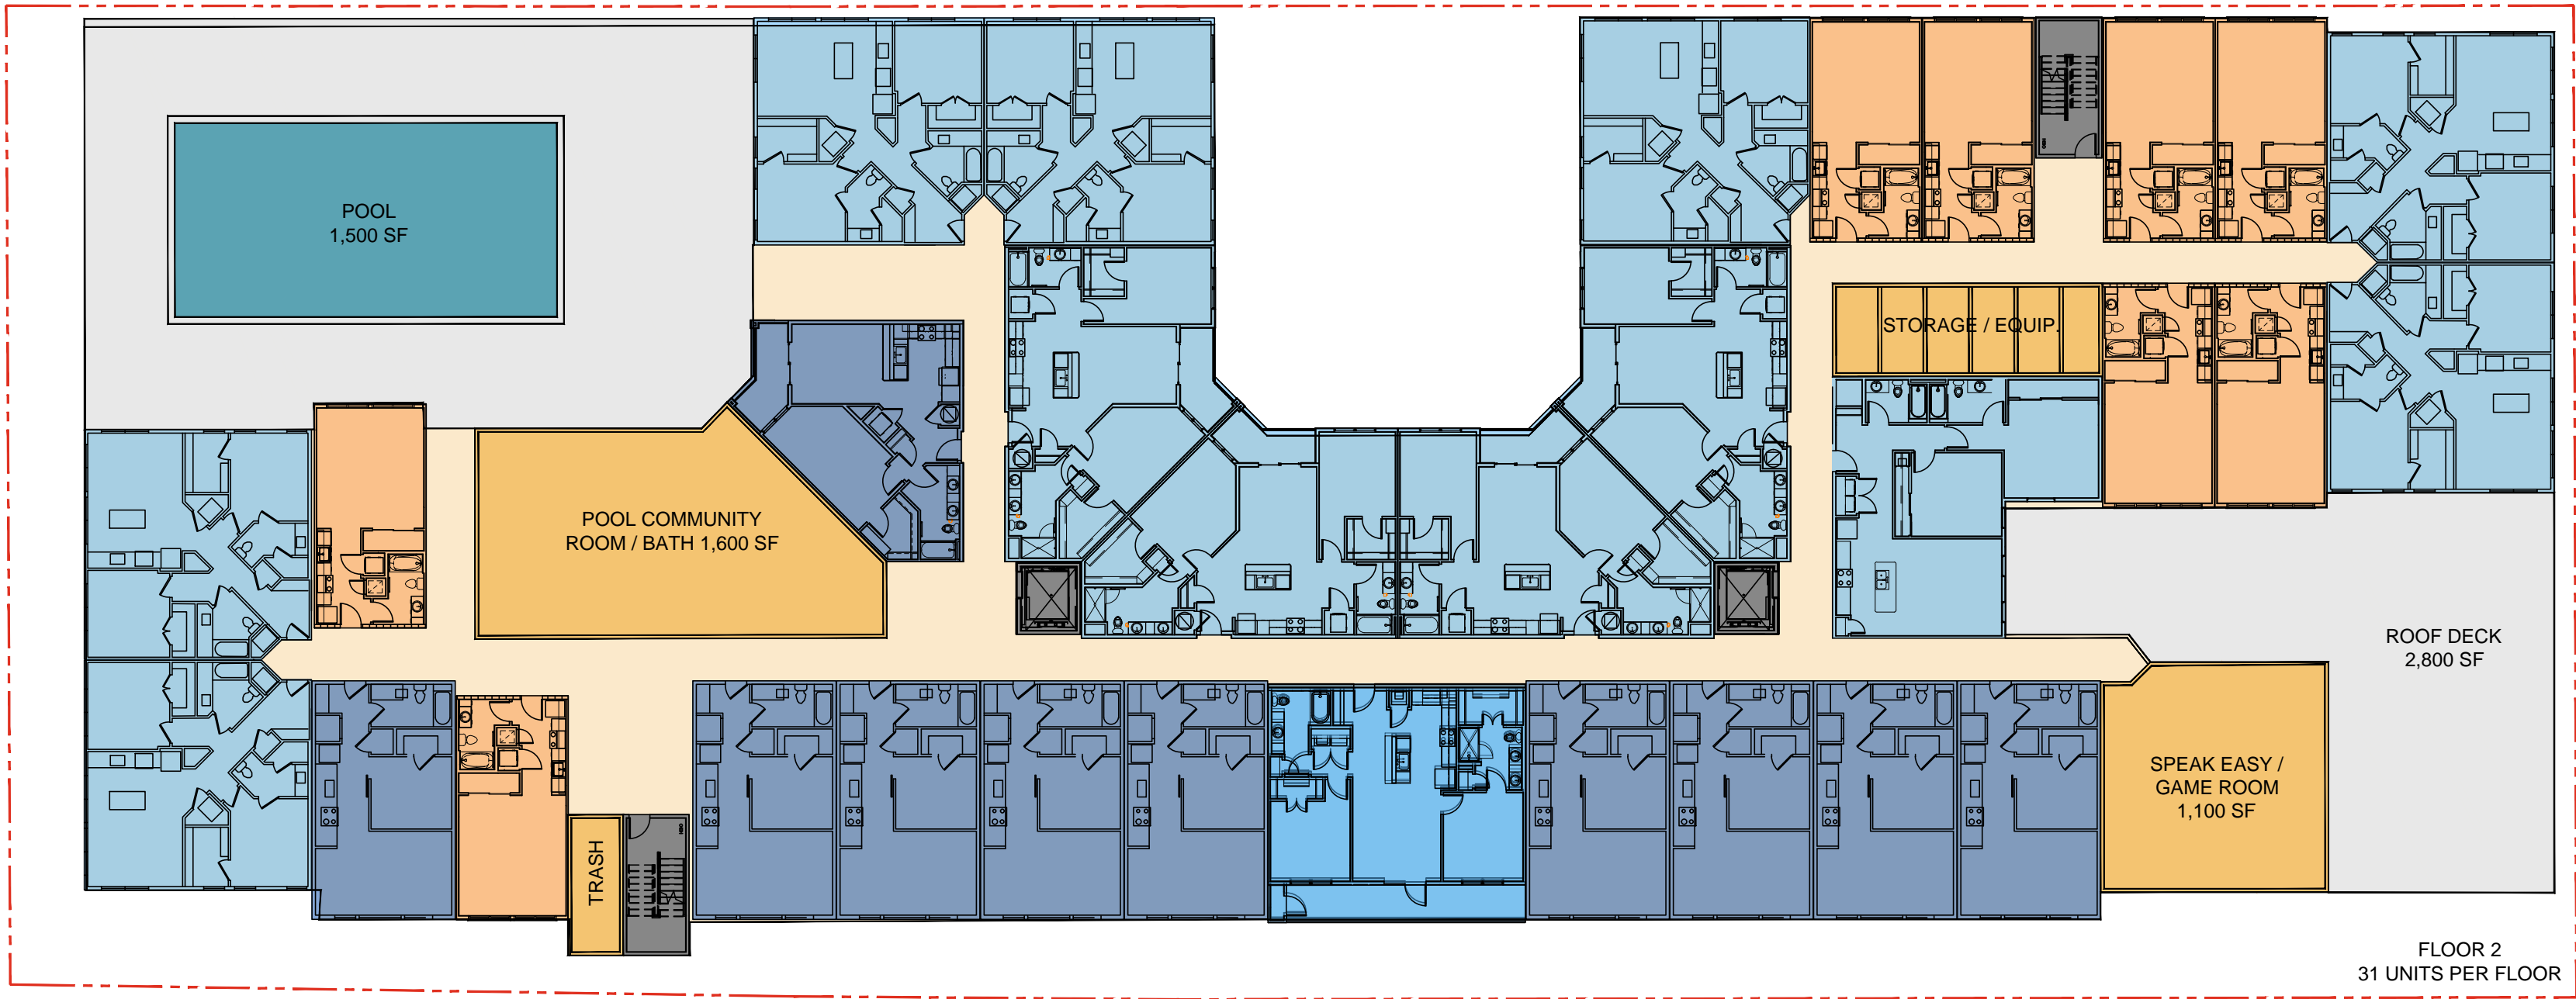 POOL
1,500 SF
STORAGE / EQUIP.
POOL COMMUNITY
ROOM / BATH 1,600 SF
ROOF DECK
2,800 SF
SPEAK EASY /
GAME ROOM
1,100 SF
TRASH
FLOOR 2
31 UNITS PER FLOOR